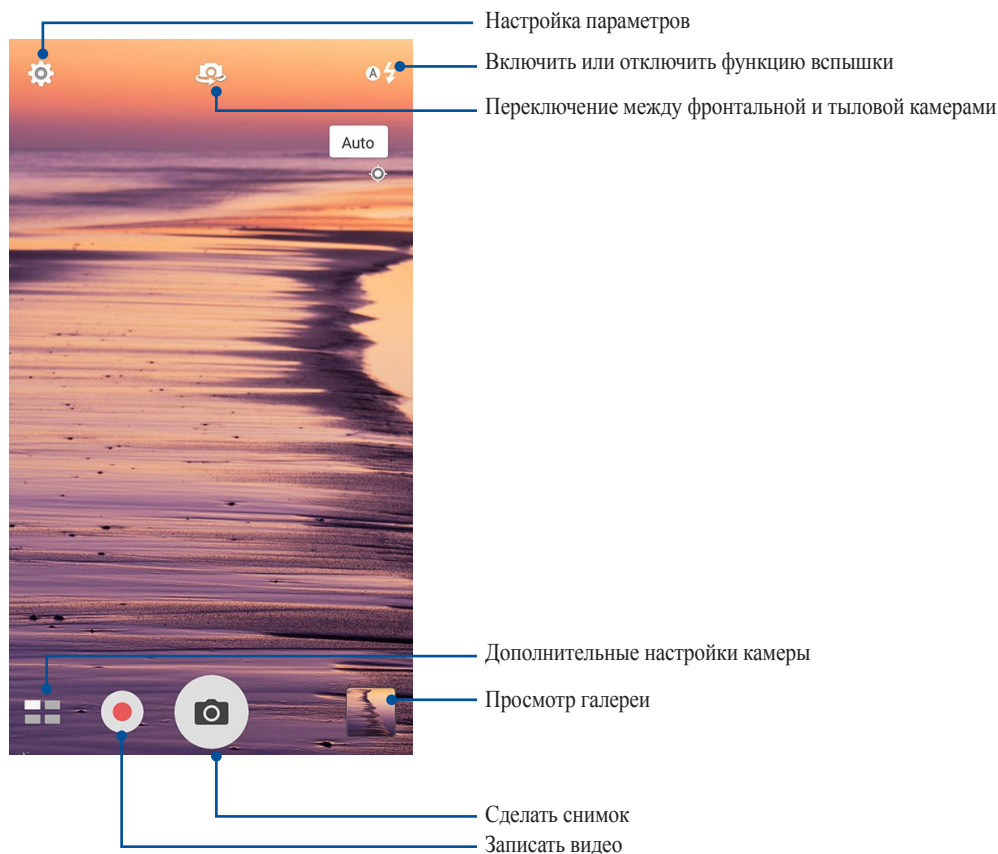 Настройка параметров
Включить или отключить функцию вспышки
Переключение между фронтальной и тыловой камерами
A
Auto
Дополнительные настройки камеры
Просмотр галереи
Сделать снимок
Записать видео